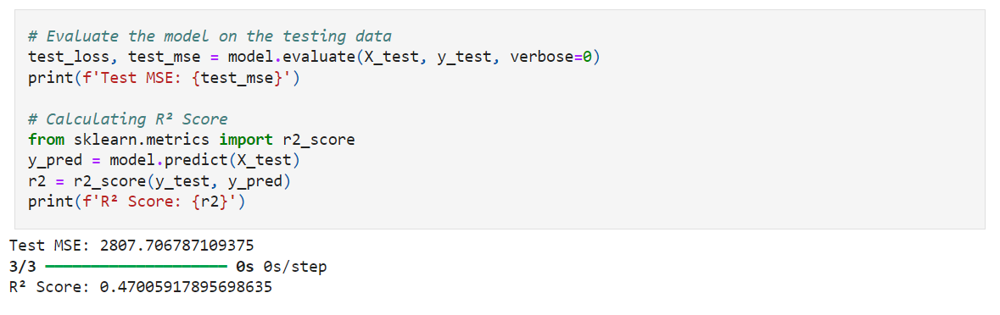 # Evaluate the model on the testing data
test_loss, test_mse = model.evaluate(X_test, y_test, verbose=0)
print(f'Test MSE: {test_mse}')
# Calculating R² Score
from sklearn.metrics import r2_score
y_pred = model.predict(X_test)
r2 = r2_score(y_test, y_pred)
print(f'R² Score: {r2}')
Test MSE: 2807.706787109375
3/3 ━━━━━━━━━━━━━━━━━━━━ 0s 0s/step
R² Score: 0.47005917895698635